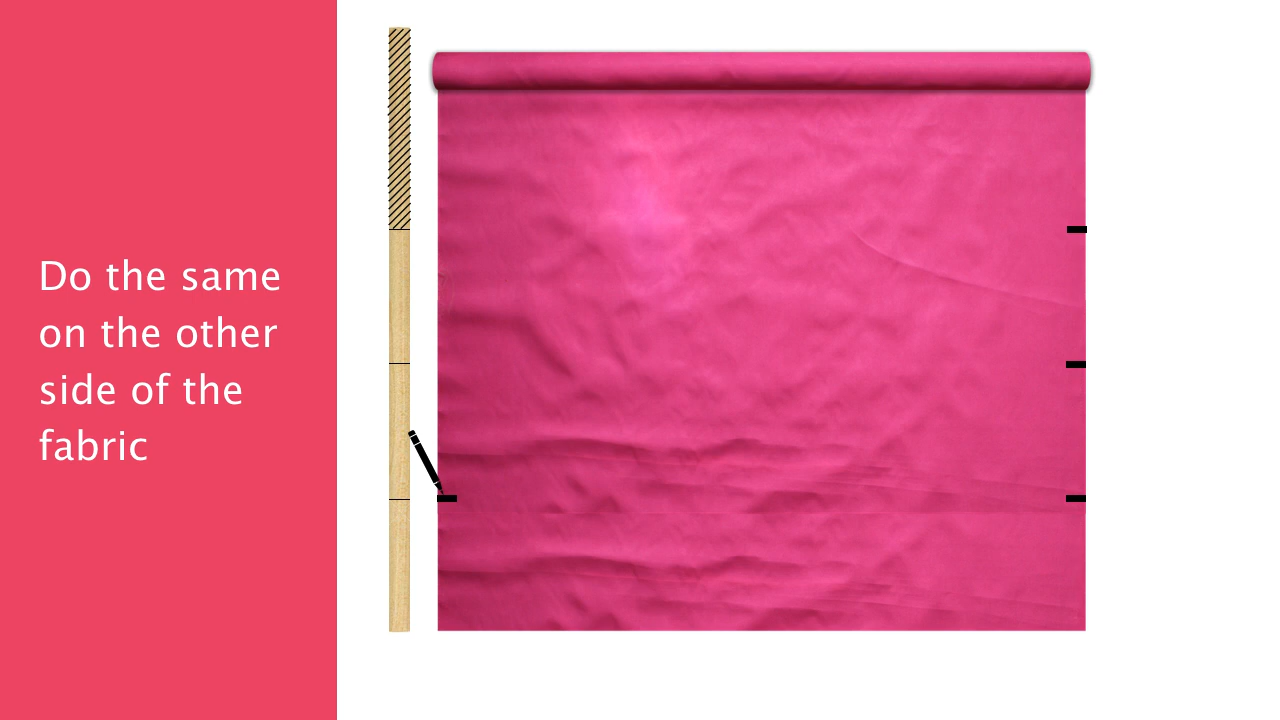 Do the same
on the other
side of the
fabric